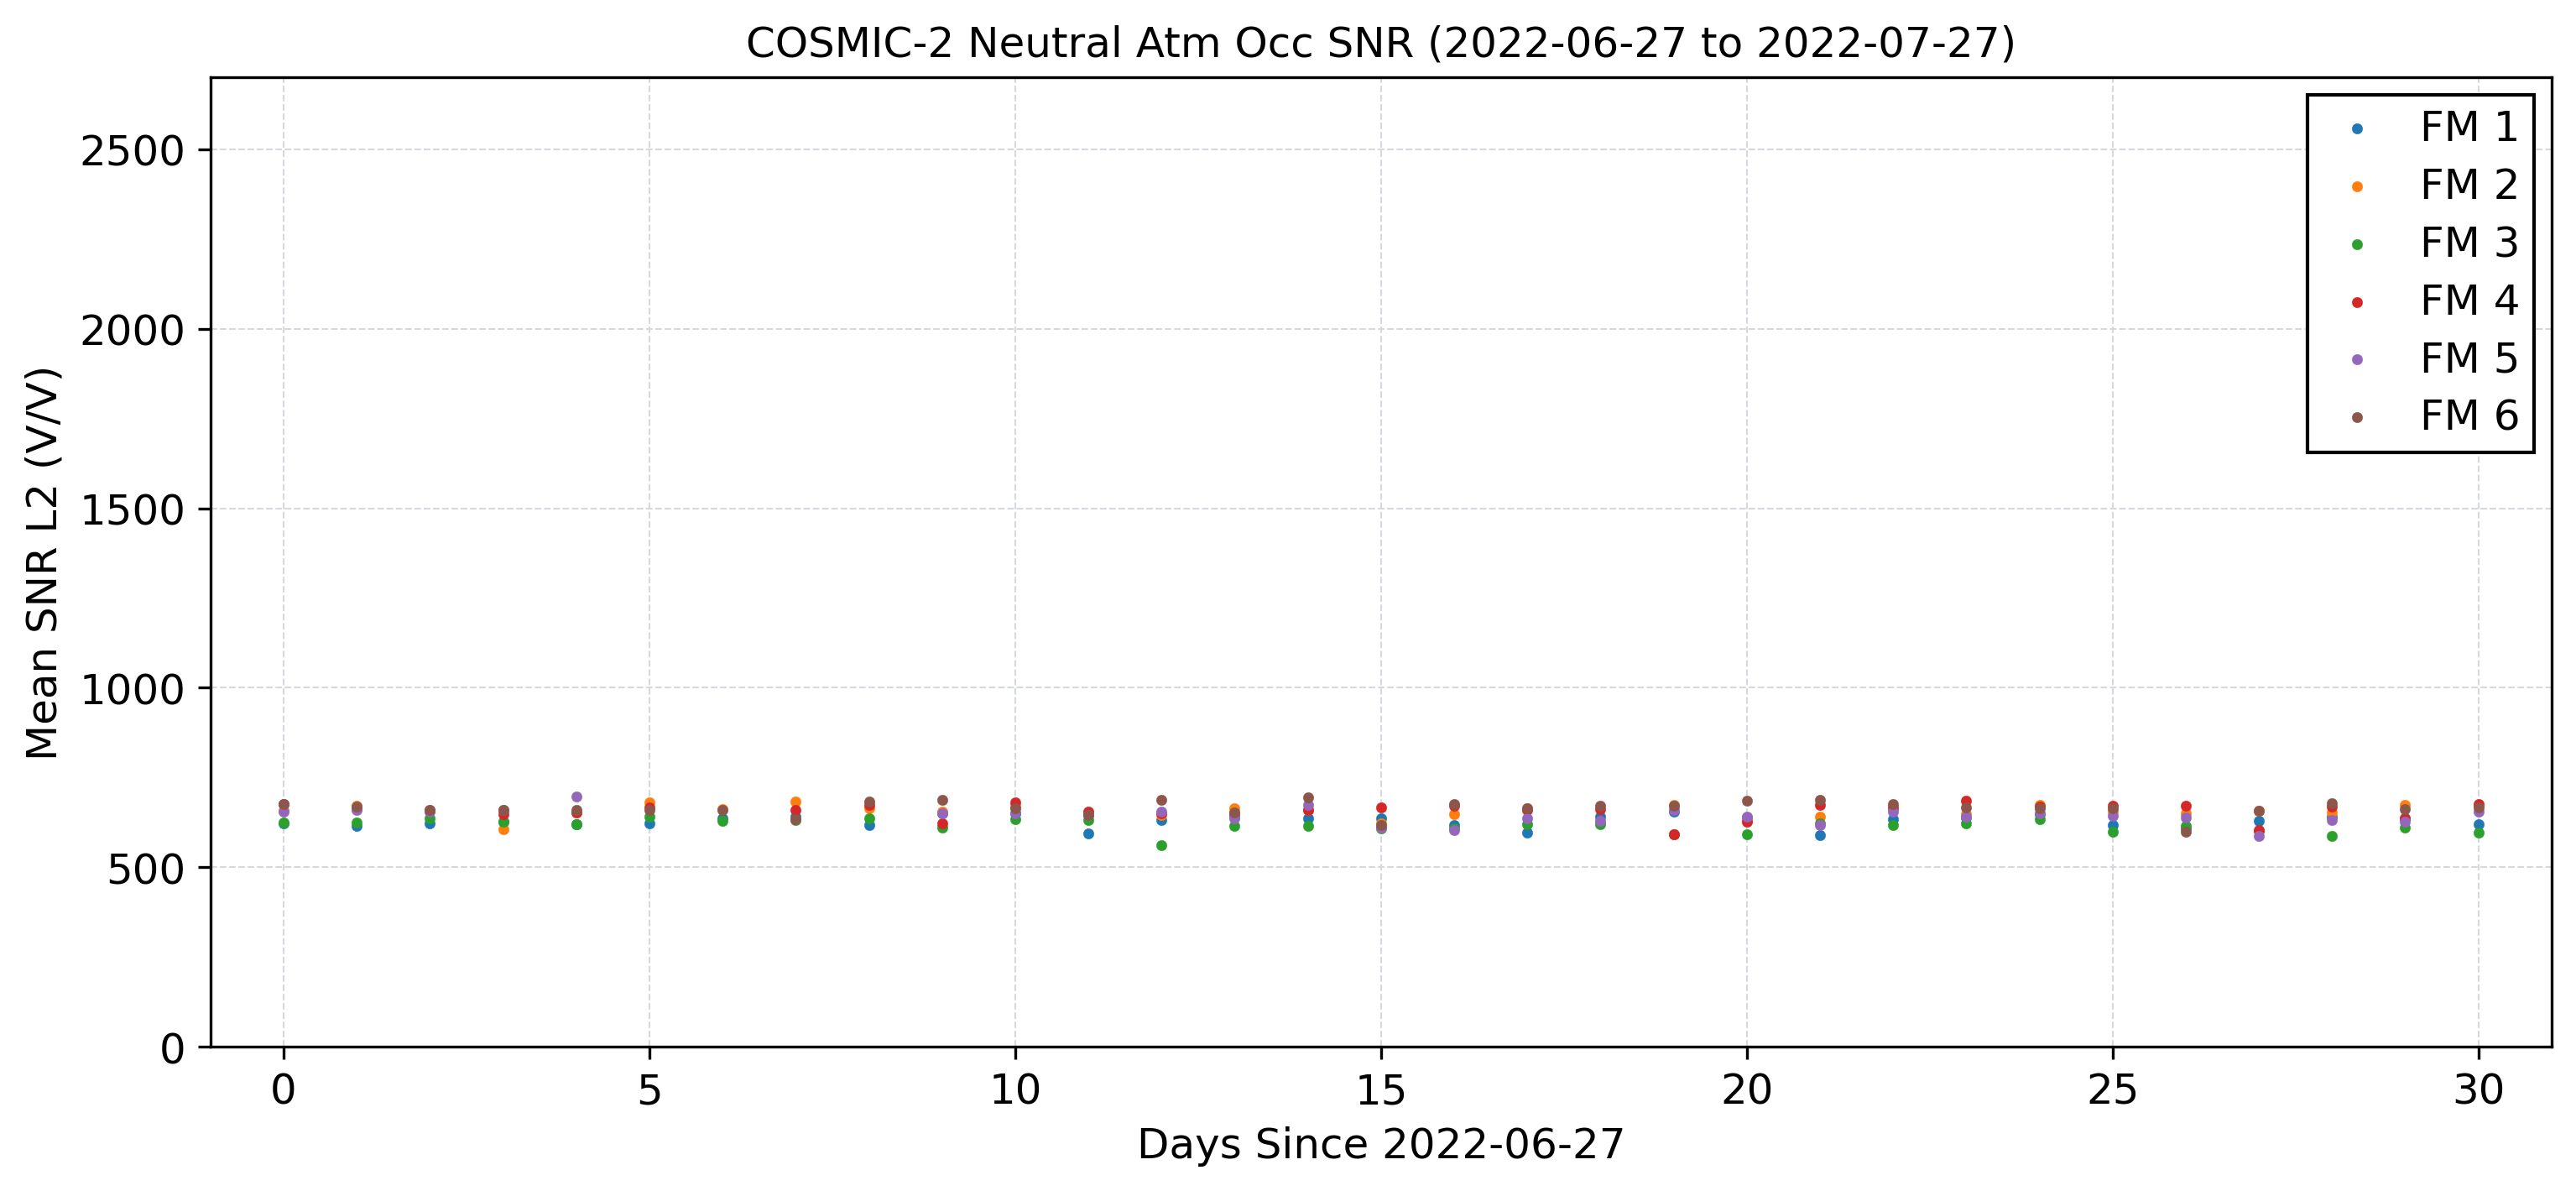 COSMIC-2 Neutral Atm Occ SNR (2022-06-27 to 2022-07-27)
Mean SNR L2 (V/V)
2500
2000
1500
1000
500
0
FM 1
FM 2
FM 3
FM 4
FM 5
FM 6
0 5 10 15 20 25 30
Days Since 2022-06-27